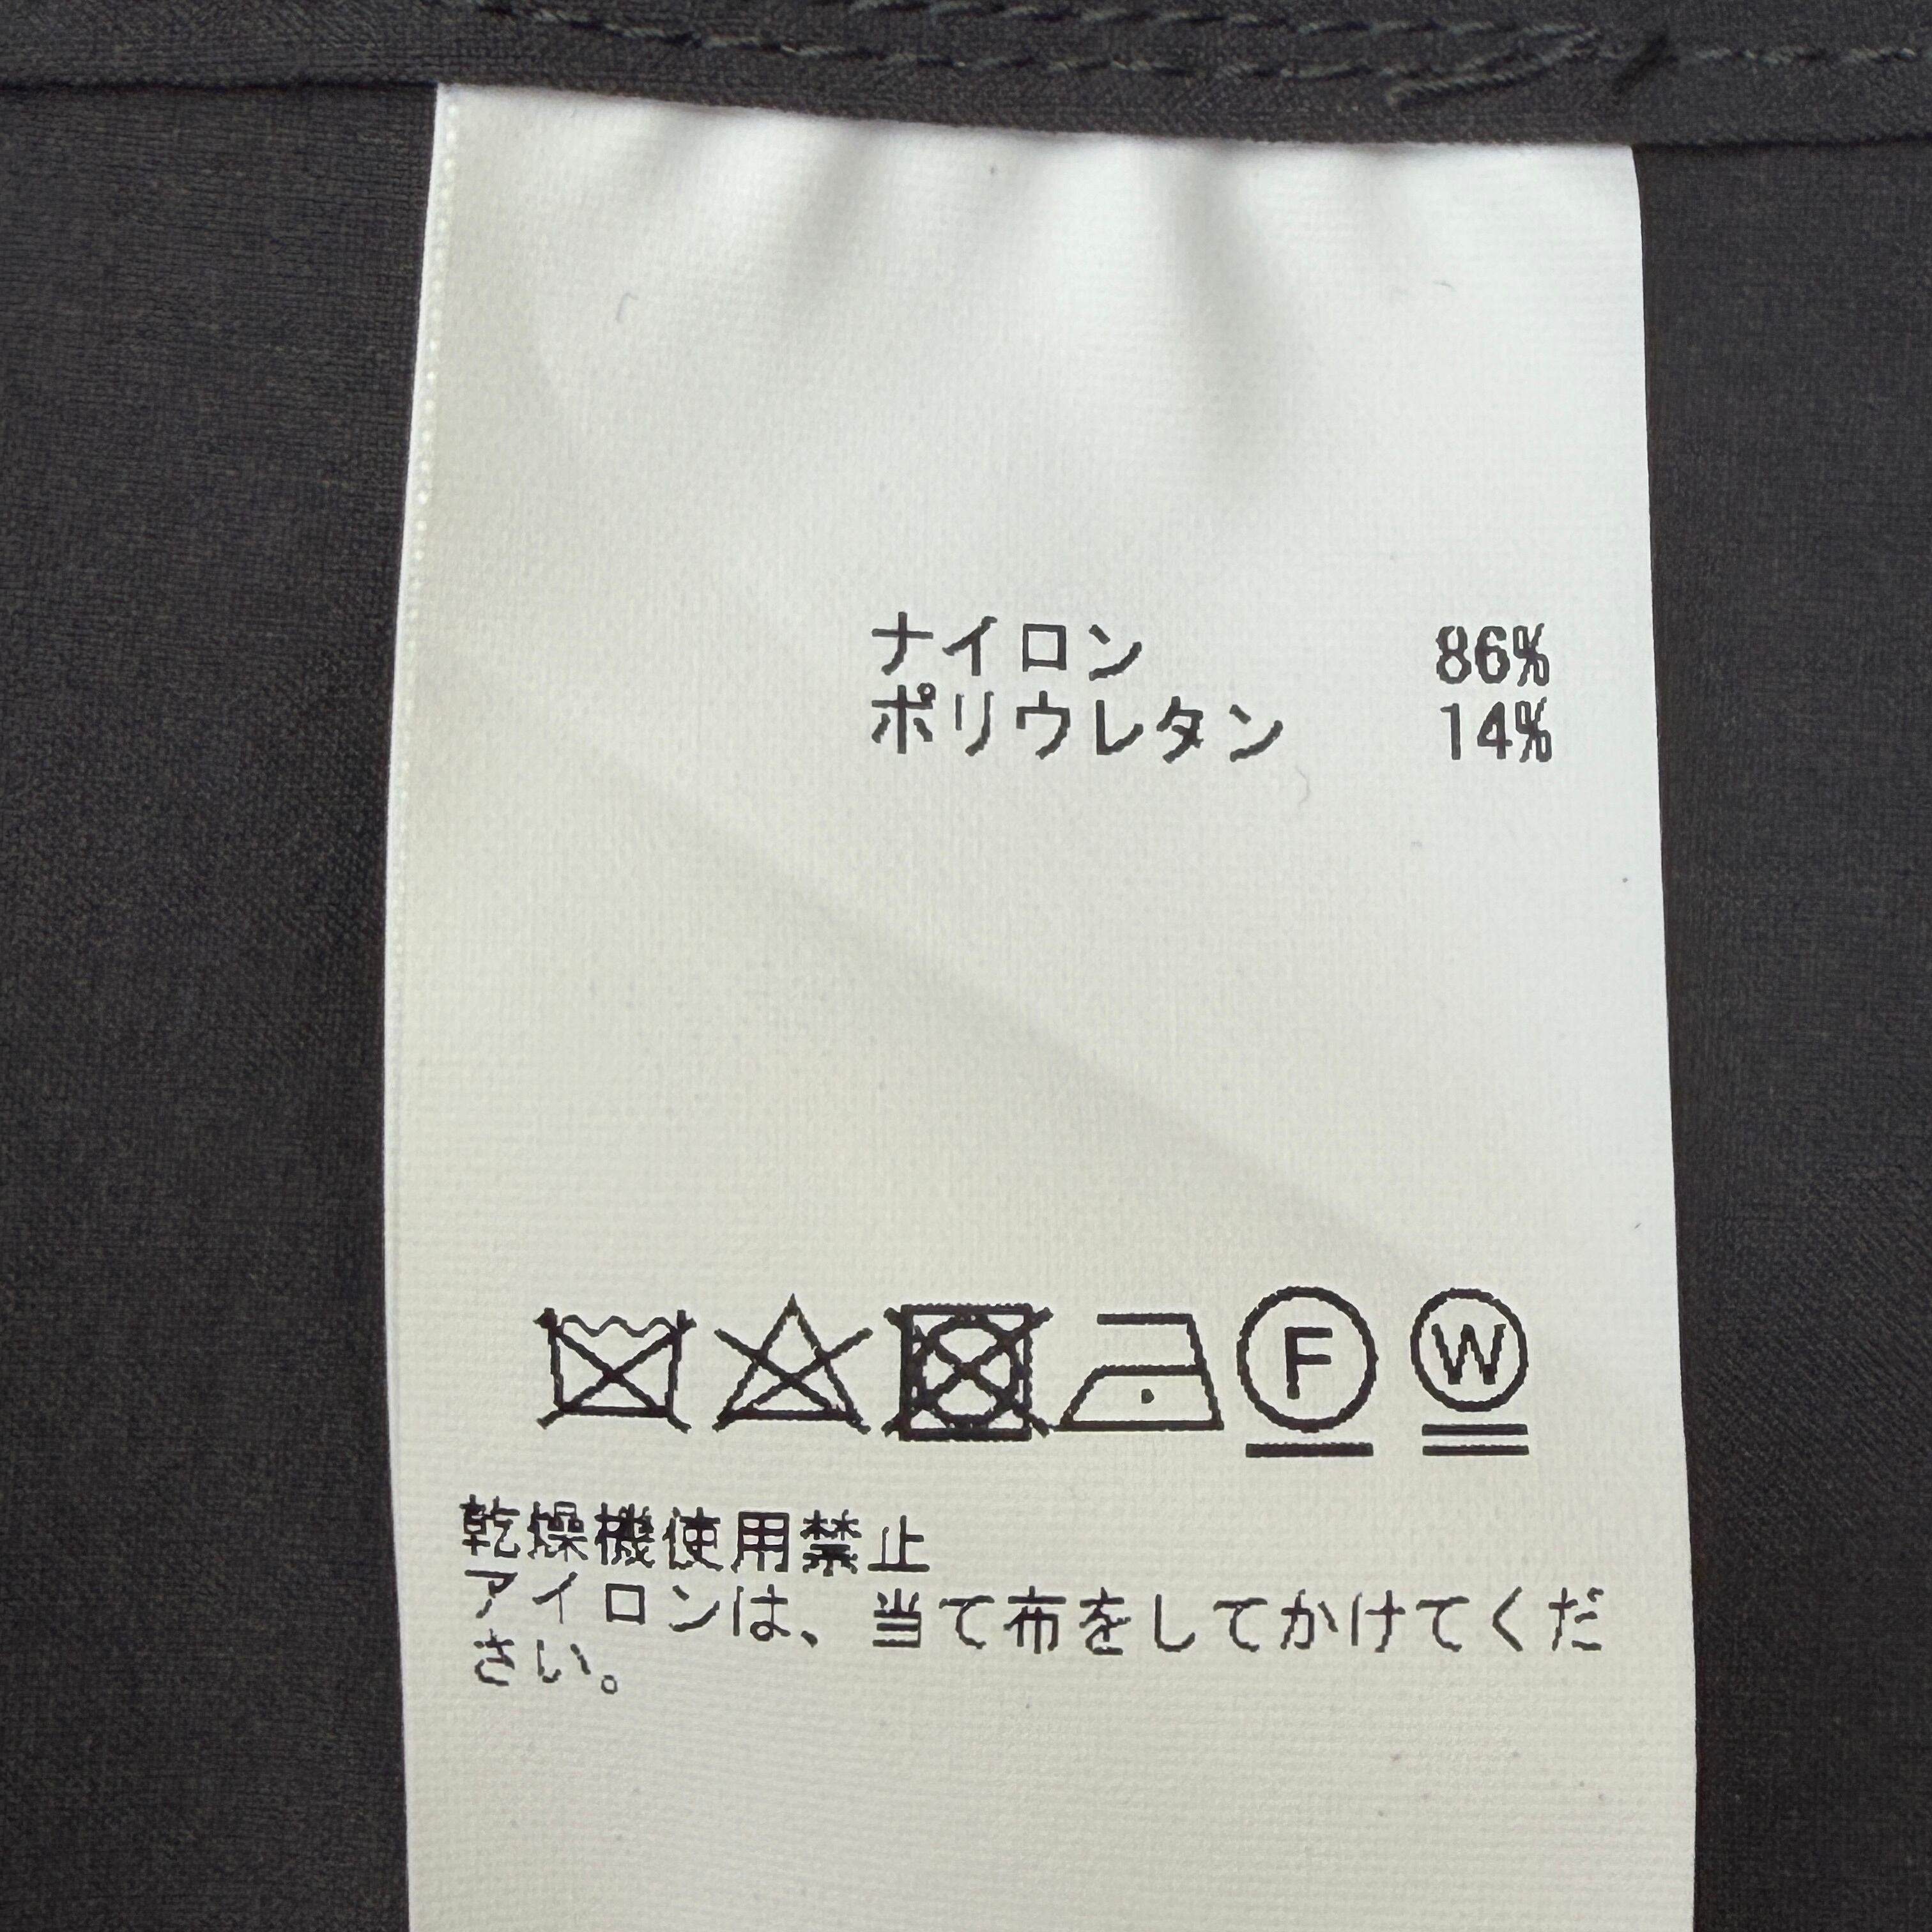 ナイロン 86%
ポリウレタン 14%
F W
乾燥機使用禁止
アイロンは、当て布をしてかけてくだ
さい。